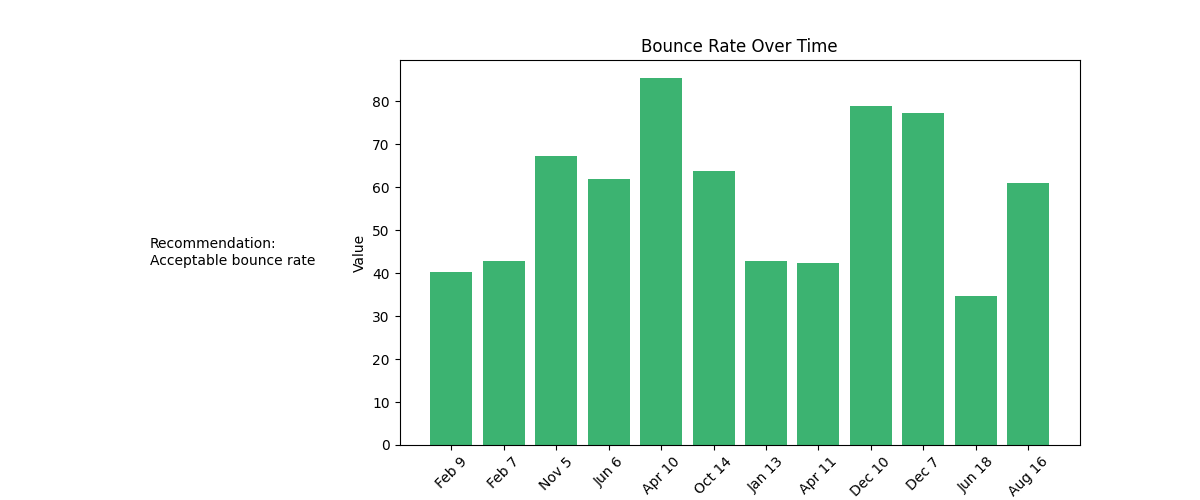 Bounce Rate Over Time
Recommendation:
Acceptable bounce rate
Value
80
70
60
50
40
30
20
10
0
Feb 9
Feb 7
Nov 5
Jun 6
Apr 10
Oct 14
Jan 13
Apr 11
Dec 10
Dec 7
Jun 18
Aug 16